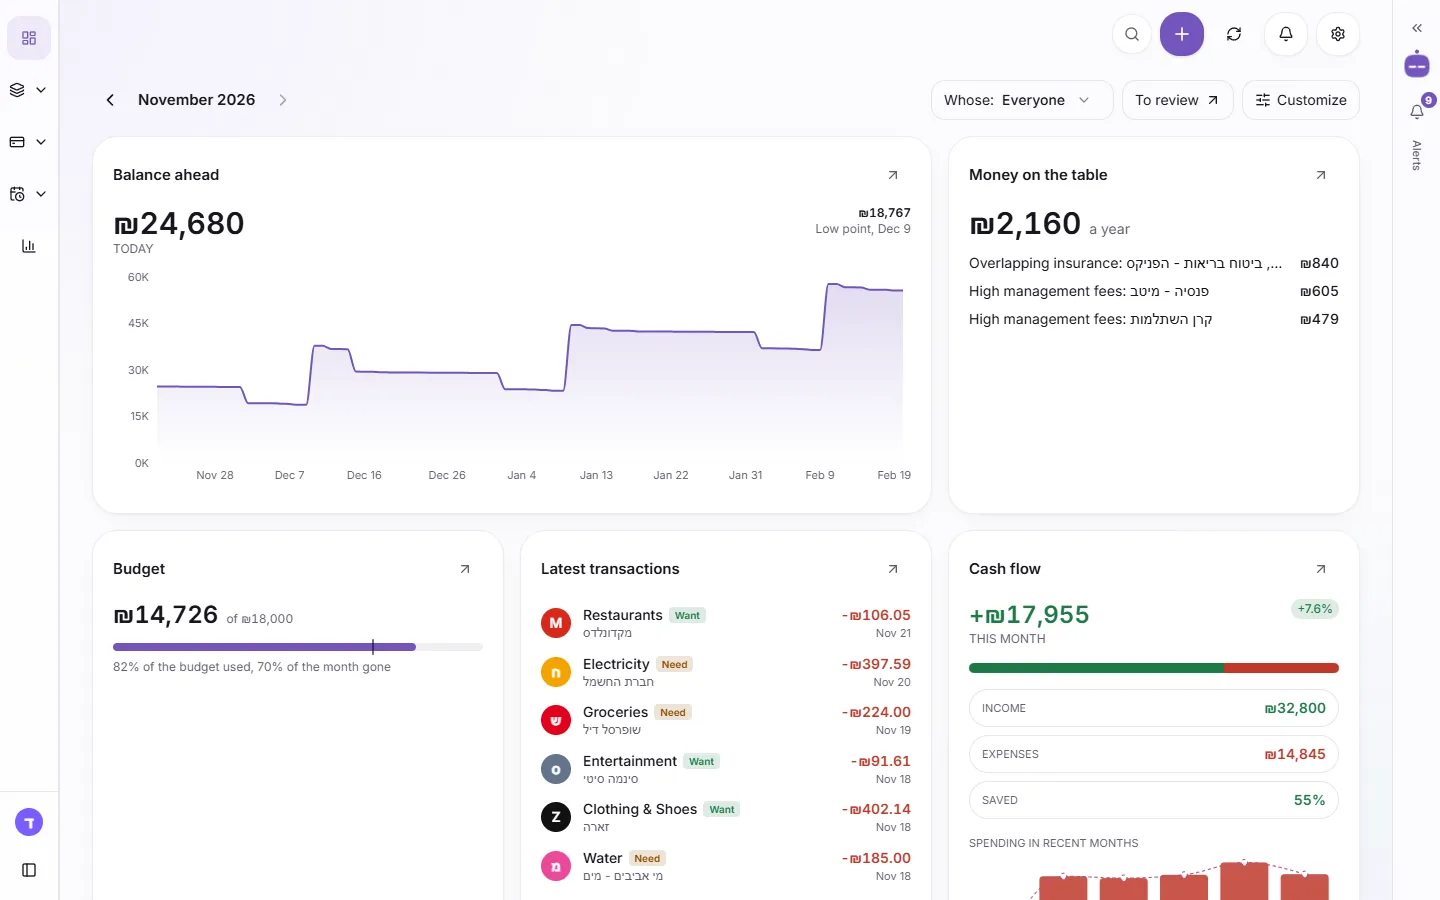 November 2026
Whose: Everyone
To review
Customize
9
Alerts
Balance ahead
₪24,680
TODAY
₪18,767
Low point, Dec 9
60K
45K
30K
15K
0K
Nov 28
Dec 7
Dec 16
Dec 26
Jan 4
Jan 13
Jan 22
Jan 31
Feb 9
Feb 19
Money on the table
₪2,160 a year
Overlapping insurance: ביטוח בריאות - הפניקס, ... ₪840
High management fees: פנסיה - מיטב ₪605
High management fees: קרן השתלמות ₪479
Budget
₪14,726 of ₪18,000
82% of the budget used, 70% of the month gone
Latest transactions
M Restaurants Want -₪106.05
מקדונלדס Nov 21
ח Electricity Need -₪397.59
חברת החשמל Nov 20
ש Groceries Need -₪224.00
שופרסל דיל Nov 19
ס Entertainment Want -₪91.61
סינמה סיטי Nov 18
Z Clothing & Shoes Want -₪402.14
זארה Nov 18
מ Water Need -₪185.00
מי אביבים - מים Nov 18
Cash flow
+₪17,955 +7.6%
THIS MONTH
INCOME ₪32,800
EXPENSES ₪14,845
SAVED 55%
SPENDING IN RECENT MONTHS
ד